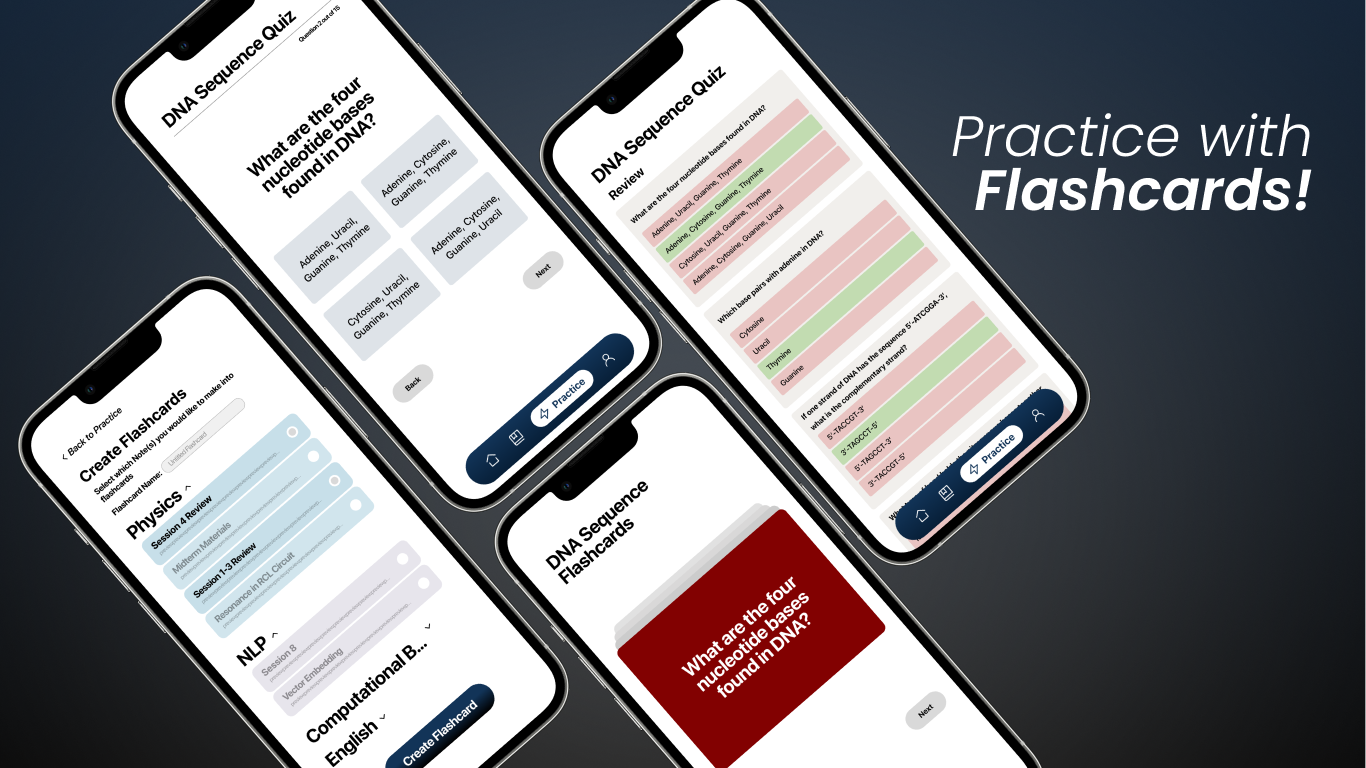 DNA Sequence Quiz
Question 2 out of 15
What are the four
nucleotide bases
found in DNA?
Adenine, Uracil,
Guanine, Thymine
Adenine, Cytosine,
Guanine, Thymine
Cytosine, Uracil,
Guanine, Thymine
Adenine, Cytosine,
Guanine, Uracil
Back
Next
Practice
DNA Sequence Quiz
Review
What are the four nucleotide bases found in DNA?
Adenine, Uracil, Guanine, Thymine
Adenine, Cytosine, Guanine, Thymine
Cytosine, Uracil, Guanine, Thymine
Adenine, Cytosine, Guanine, Uracil
Which base pairs with adenine in DNA?
Cytosine
Uracil
Thymine
Guanine
If one strand of DNA has the sequence 5'-ATCGGA-3',
what is the complementary strand?
5'-TACCGT-3'
3'-TAGCCT-5'
5'-TAGCCT-3'
3'-TACCGT-5'
Practice
Practice with
Flashcards!
‹ Back to Practice
Create Flashcards
Select which Note(s) you would like to make into
flashcards
Flashcard Name: Untitled Flashcard
Physics
Session 4 Review
Midterm Materials
Session 1-3 Review
Resonance in RCL Circuit
NLP
Session 8
Vector Embedding
Computational B...
English
Create Flashcard
DNA Sequence
Flashcards
What are the four
nucleotide bases
found in DNA?
Next